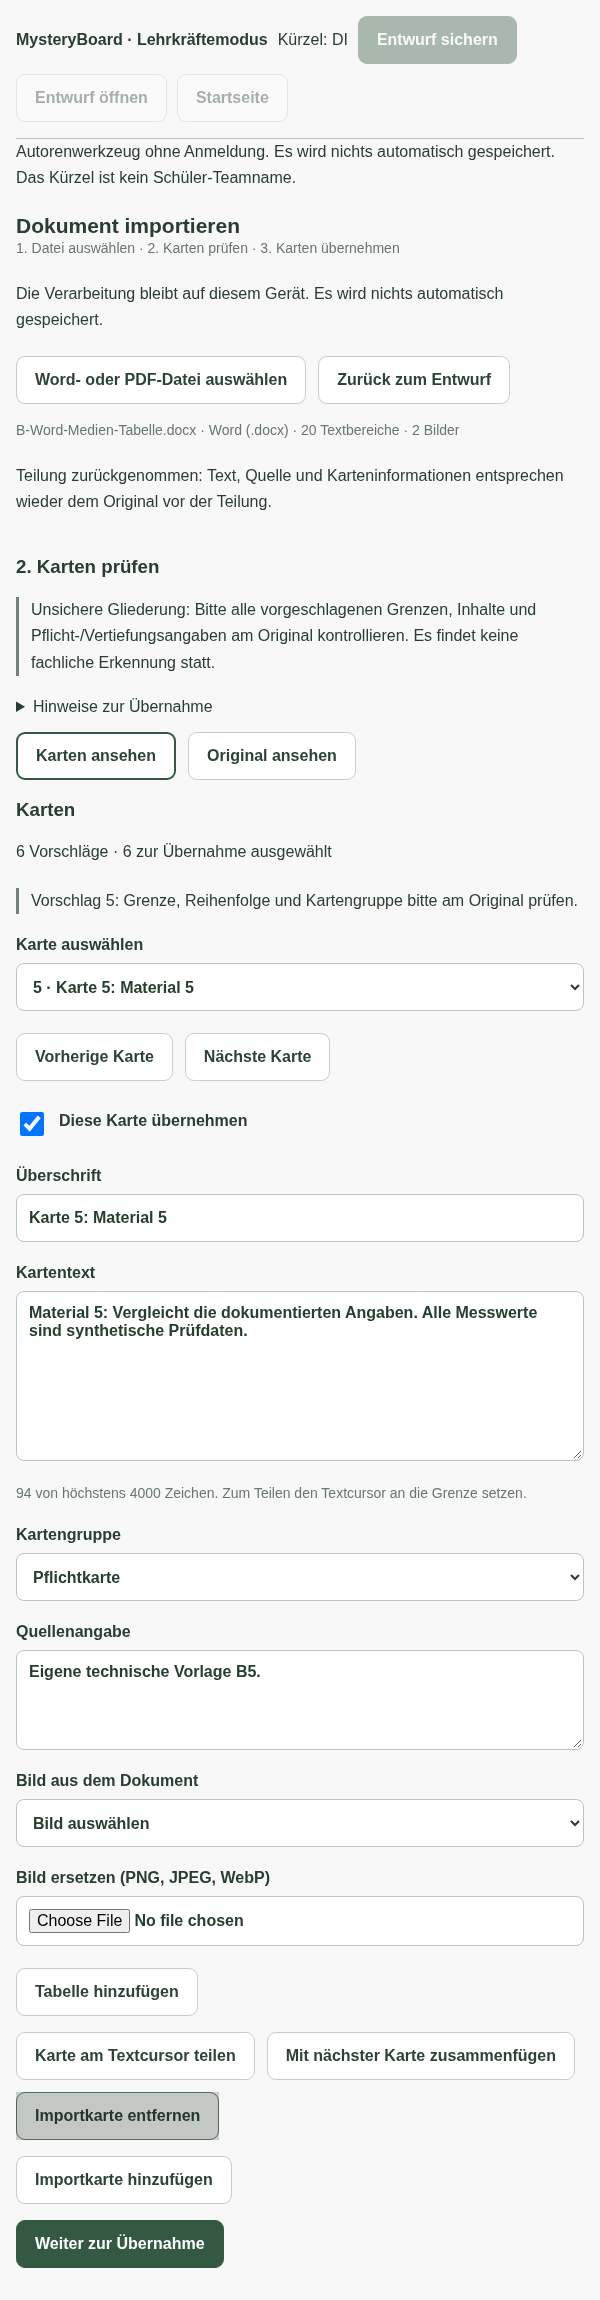 MysteryBoard · Lehrkräftemodus Kürzel: DI Entwurf sichern
Entwurf öffnen Startseite
Autorenwerkzeug ohne Anmeldung. Es wird nichts automatisch gespeichert.
Das Kürzel ist kein Schüler-Teamname.
Dokument importieren
1. Datei auswählen · 2. Karten prüfen · 3. Karten übernehmen
Die Verarbeitung bleibt auf diesem Gerät. Es wird nichts automatisch
gespeichert.
Word- oder PDF-Datei auswählen Zurück zum Entwurf
B-Word-Medien-Tabelle.docx · Word (.docx) · 20 Textbereiche · 2 Bilder
Teilung zurückgenommen: Text, Quelle und Karteninformationen entsprechen
wieder dem Original vor der Teilung.
2. Karten prüfen
Unsichere Gliederung: Bitte alle vorgeschlagenen Grenzen, Inhalte und
Pflicht-/Vertiefungsangaben am Original kontrollieren. Es findet keine
fachliche Erkennung statt.
Hinweise zur Übernahme
Karten ansehen Original ansehen
Karten
6 Vorschläge · 6 zur Übernahme ausgewählt
Vorschlag 5: Grenze, Reihenfolge und Kartengruppe bitte am Original prüfen.
Karte auswählen
5 · Karte 5: Material 5
Vorherige Karte Nächste Karte
Diese Karte übernehmen
Überschrift
Karte 5: Material 5
Kartentext
Material 5: Vergleicht die dokumentierten Angaben. Alle Messwerte
sind synthetische Prüfdaten.
94 von höchstens 4000 Zeichen. Zum Teilen den Textcursor an die Grenze setzen.
Kartengruppe
Pflichtkarte
Quellenangabe
Eigene technische Vorlage B5.
Bild aus dem Dokument
Bild auswählen
Bild ersetzen (PNG, JPEG, WebP)
Choose File No file chosen
Tabelle hinzufügen
Karte am Textcursor teilen Mit nächster Karte zusammenfügen
Importkarte entfernen
Importkarte hinzufügen
Weiter zur Übernahme